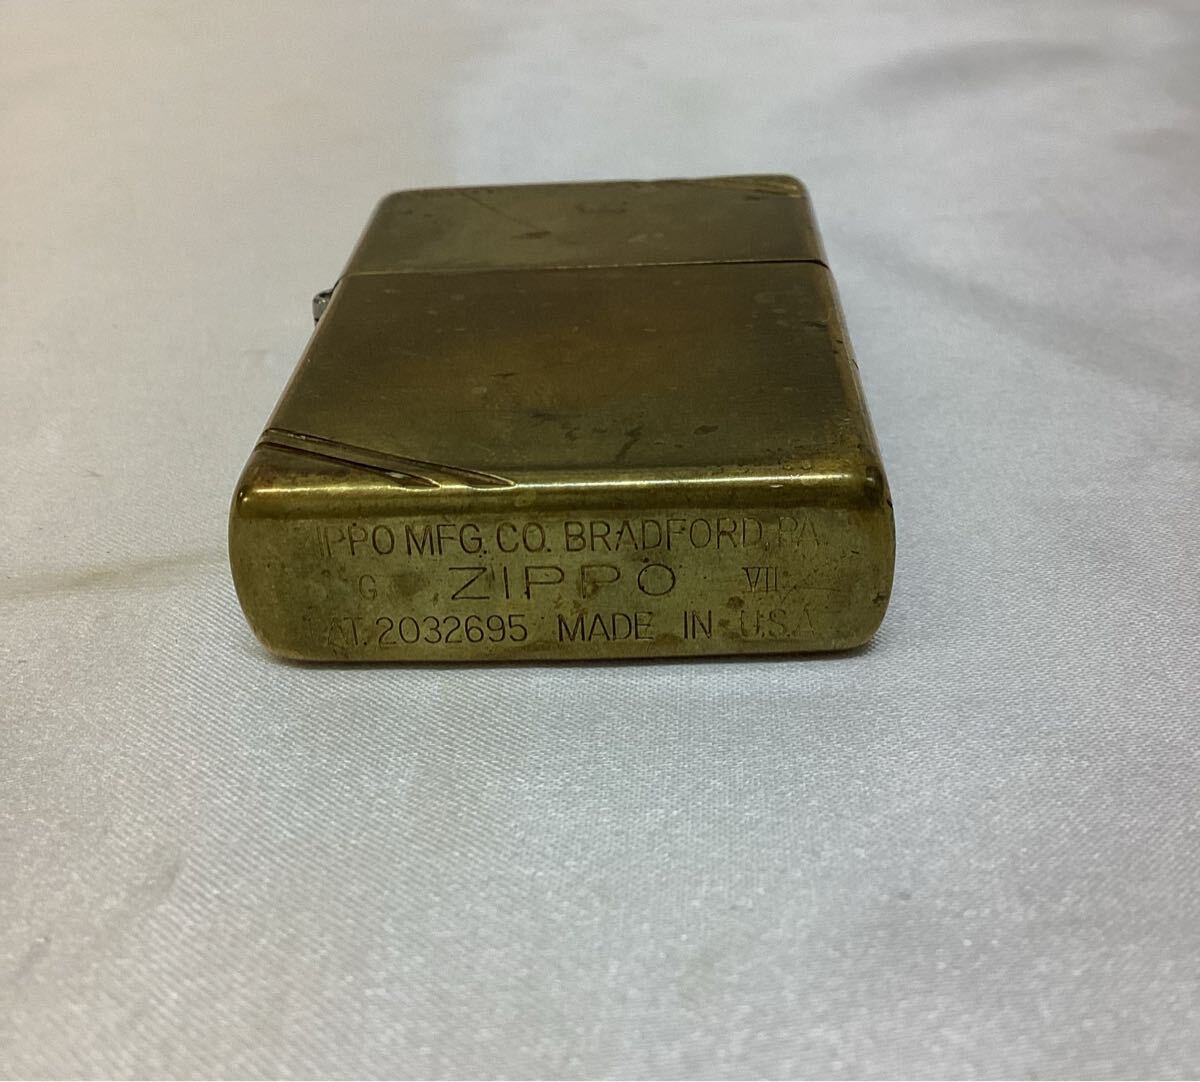 IPPO MFG. CO. BRADFORD, PA.
G ZIPPO VII
AT. 2032695 MADE IN U.S.A